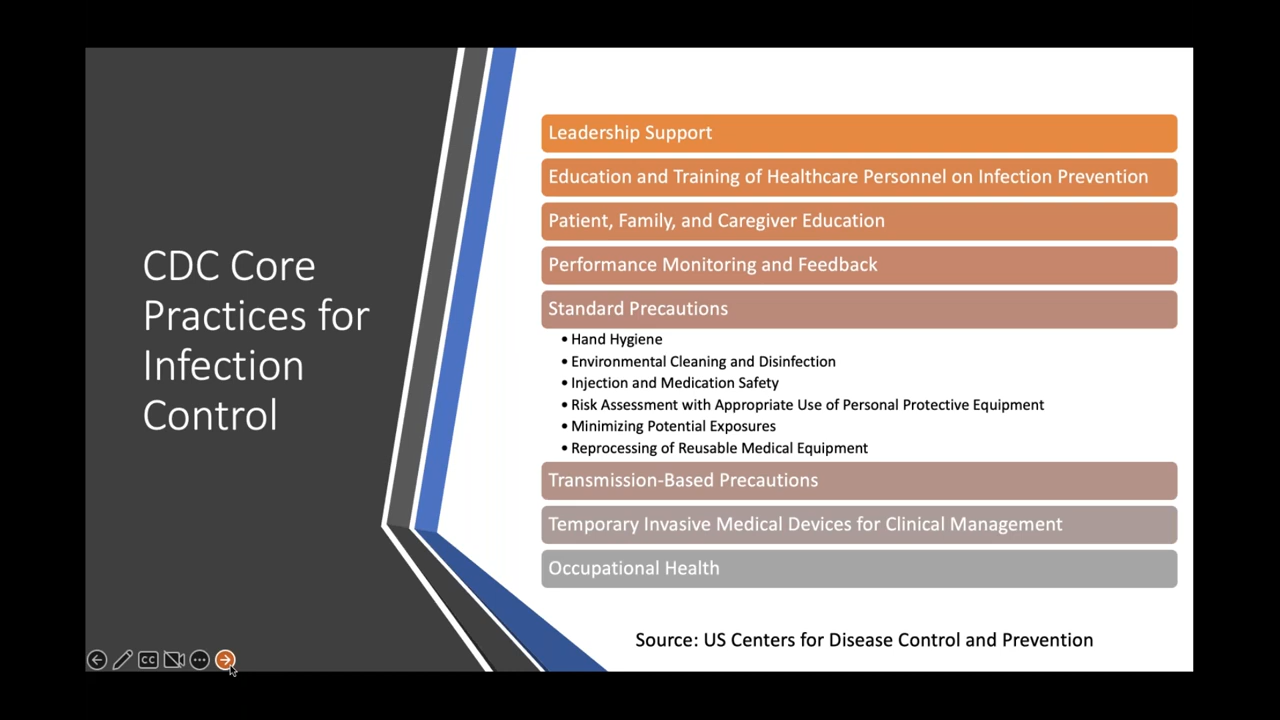 CDC Core
Practices for
Infection
Control
Leadership Support
Education and Training of Healthcare Personnel on Infection Prevention
Patient, Family, and Caregiver Education
Performance Monitoring and Feedback
Standard Precautions
• Hand Hygiene
• Environmental Cleaning and Disinfection
• Injection and Medication Safety
• Risk Assessment with Appropriate Use of Personal Protective Equipment
• Minimizing Potential Exposures
• Reprocessing of Reusable Medical Equipment
Transmission-Based Precautions
Temporary Invasive Medical Devices for Clinical Management
Occupational Health
Source: US Centers for Disease Control and Prevention
CC